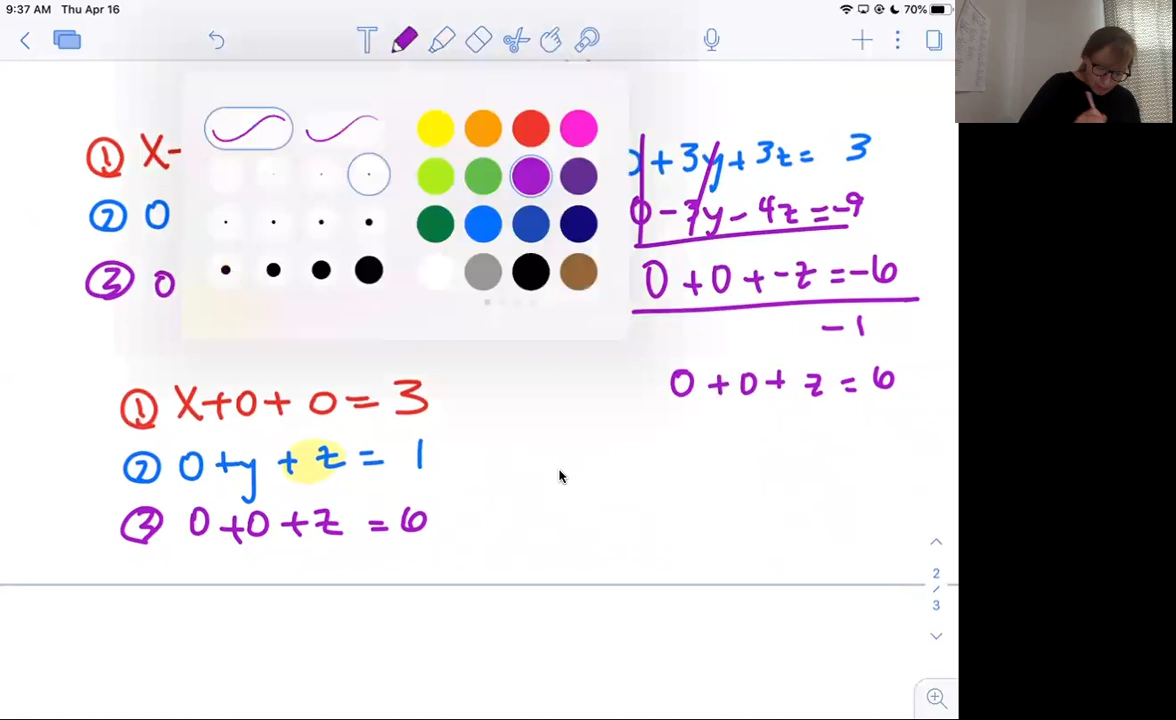 9:37 AM Thu Apr 16
70%
T
① X-
② 0
③ 0
+ 3y + 3z = 3
0 - 3y - 4z = -9
0 + 0 + -z = -6
-1
0 + 0 + z = 6
① X + 0 + 0 = 3
② 0 + y + z = 1
③ 0 + 0 + z = 6
2
/
3